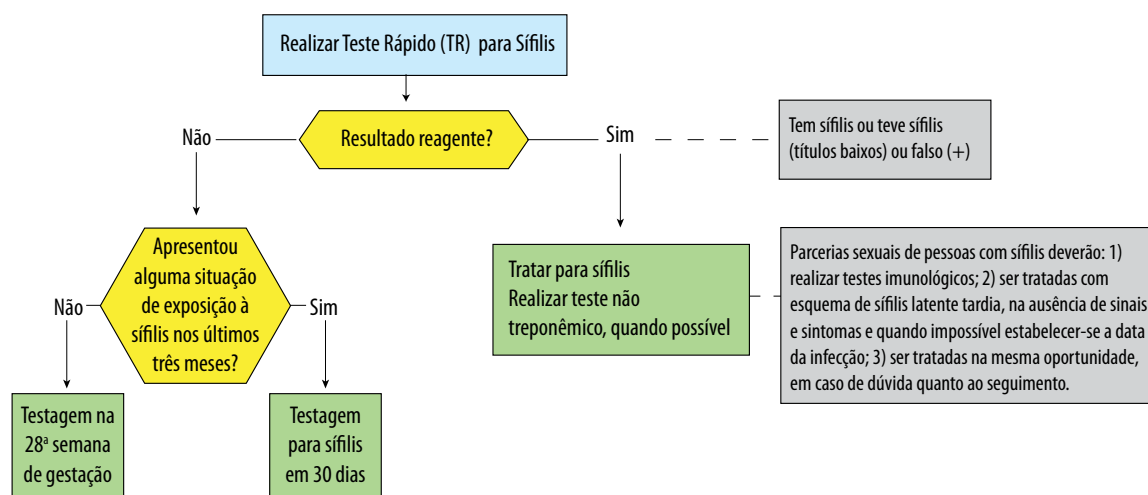 Realizar Teste Rápido (TR) para Sífilis
Não
Resultado reagente?
Sim
Tem sífilis ou teve sífilis
(títulos baixos) ou falso (+)
Apresentou
alguma situação
de exposição à
sífilis nos últimos
três meses?
Não
Sim
Tratar para sífilis
Realizar teste não
treponêmico, quando possível
Parcerias sexuais de pessoas com sífilis deverão: 1)
realizar testes imunológicos; 2) ser tratadas com
esquema de sífilis latente tardia, na ausência de sinais
e sintomas e quando impossível estabelecer-se a data
da infecção; 3) ser tratadas na mesma oportunidade,
em caso de dúvida quanto ao seguimento.
Testagem na
28ª semana
de gestação
Testagem
para sífilis
em 30 dias